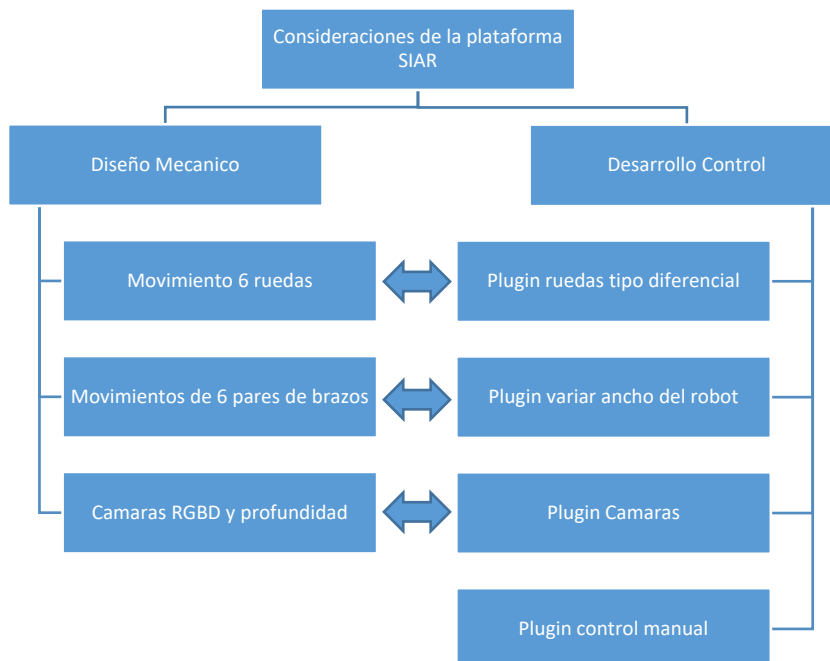 Consideraciones de la plataforma
SIAR
Diseño Mecanico
Desarrollo Control
Movimiento 6 ruedas
Plugin ruedas tipo diferencial
Movimientos de 6 pares de brazos
Plugin variar ancho del robot
Camaras RGBD y profundidad
Plugin Camaras
Plugin control manual